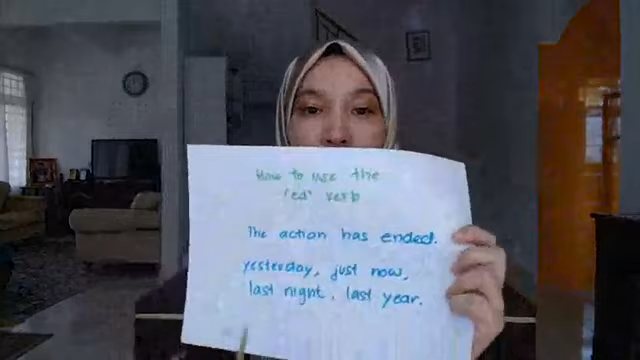 How to use the
'ed' verb
The action has ended.
yesterday, just now,
last night, last year.